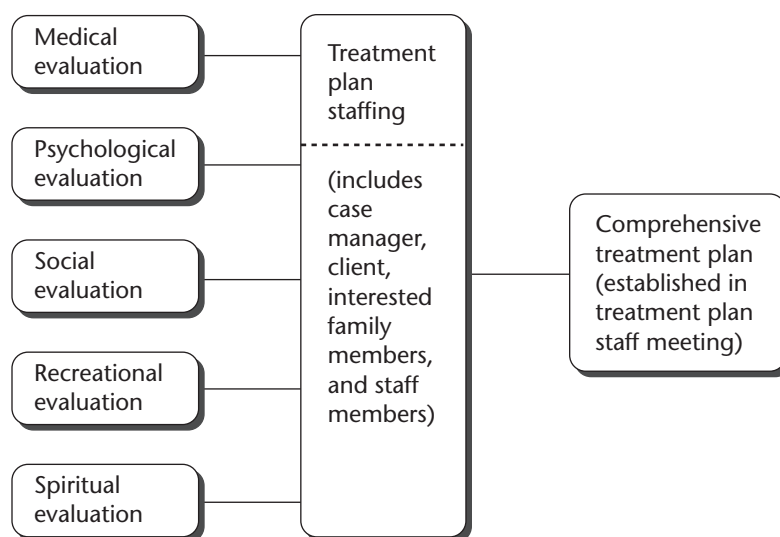 Medical
evaluation
Psychological
evaluation
Social
evaluation
Recreational
evaluation
Spiritual
evaluation
Treatment
plan
staffing
(includes
case
manager,
client,
interested
family
members,
and staff
members)
Comprehensive
treatment plan
(established in
treatment plan
staff meeting)